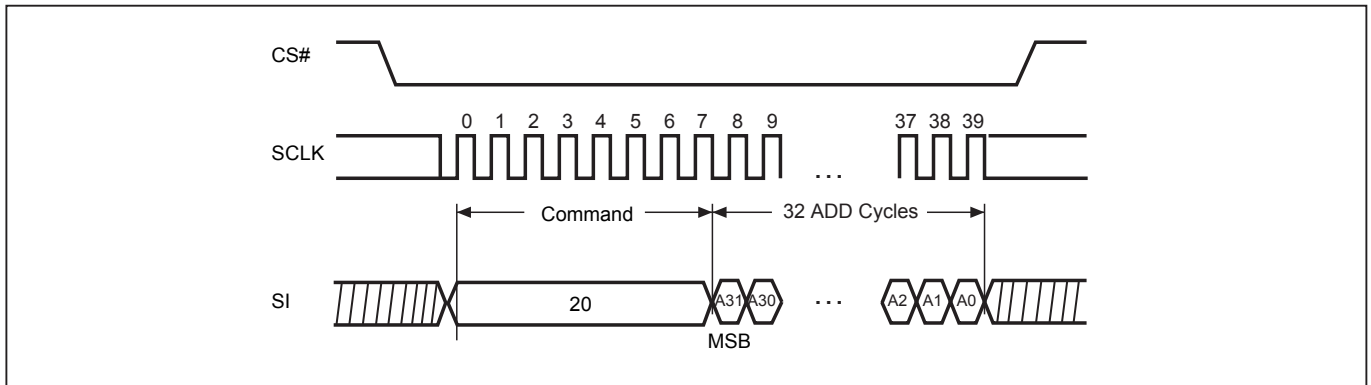 CS#
0 1 2 3 4 5 6 7 8 9 37 38 39
SCLK
...
Command 32 ADD Cycles
SI 20 A31 A30 ... A2 A1 A0
MSB